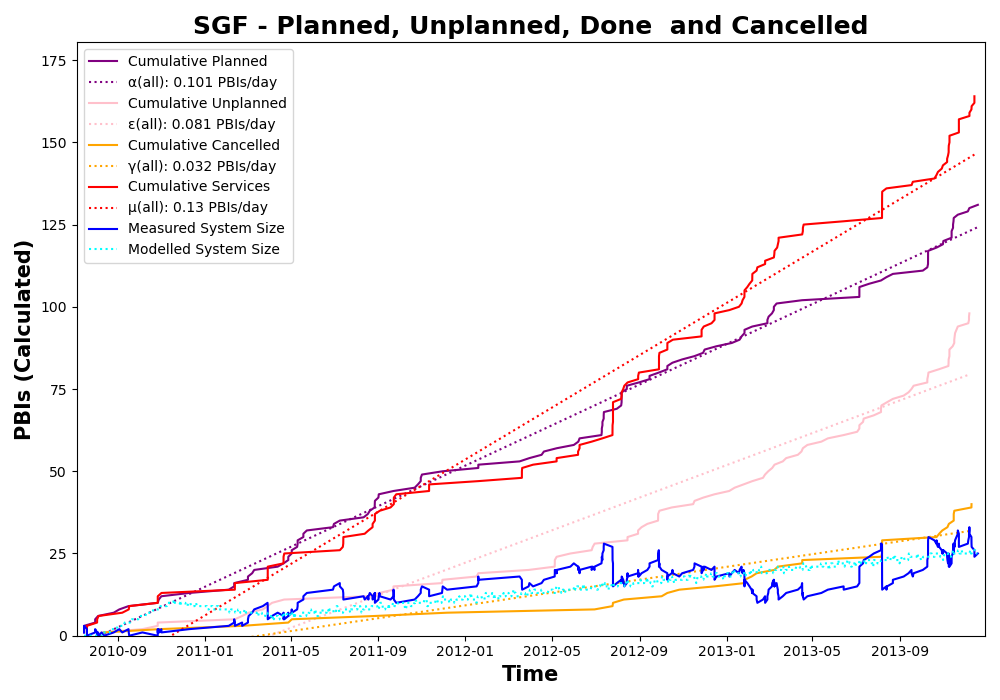 SGF - Planned, Unplanned, Done  and Cancelled
Cumulative Planned
α(all): 0.101 PBIs/day
Cumulative Unplanned
ε(all): 0.081 PBIs/day
Cumulative Cancelled
γ(all): 0.032 PBIs/day
Cumulative Services
μ(all): 0.13 PBIs/day
Measured System Size
Modelled System Size
PBIs (Calculated)
175
150
125
100
75
50
25
0
2010-09 2011-01 2011-05 2011-09 2012-01 2012-05 2012-09 2013-01 2013-05 2013-09
Time